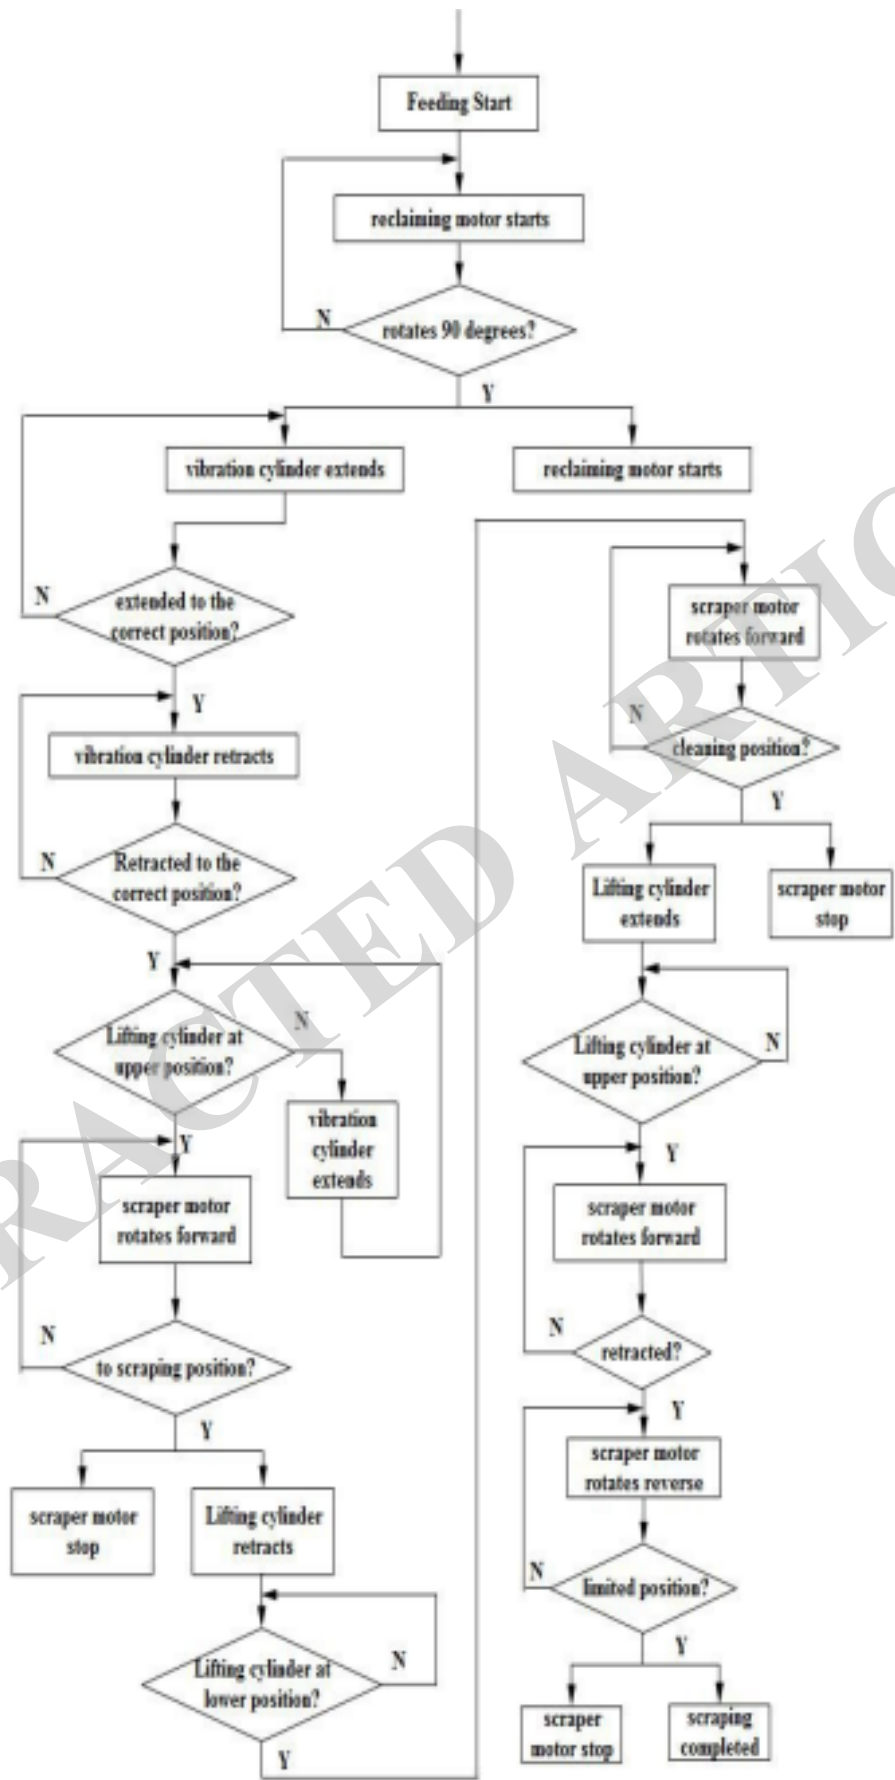 Feeding Start
reclaiming motor starts
N
rotates 90 degrees?
Y
vibration cylinder extends
reclaiming motor starts
N
extended to the
correct position?
Y
vibration cylinder retracts
N
Retracted to the
correct position?
Y
N
Lifting cylinder at
upper position?
vibration
cylinder
extends
Y
scraper motor
rotates forward
N
to scraping position?
Y
scraper motor
stop
Lifting cylinder
retracts
N
Lifting cylinder at
lower position?
Y
scraper motor
rotates forward
N
cleaning position?
Y
Lifting cylinder
extends
scraper motor
stop
N
Lifting cylinder at
upper position?
Y
scraper motor
rotates forward
N
retracted?
Y
scraper motor
rotates reverse
N
limited position?
Y
scraper
motor stop
scraping
completed
RACTED ARTIC